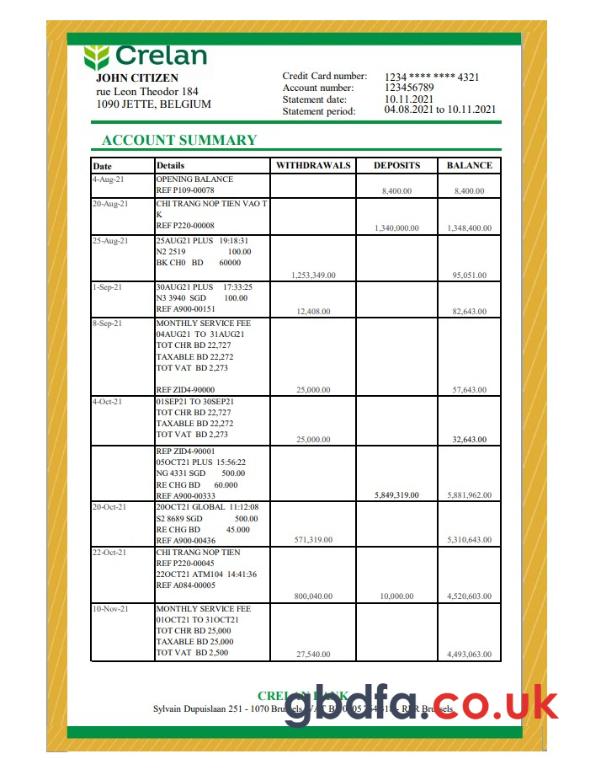 Crelan
JOHN CITIZEN
rue Leon Theodor 184
1090 JETTE, BELGIUM
Credit Card number: 1234 **** **** 4321
Account number: 123456789
Statement date: 10.11.2021
Statement period: 04.08.2021 to 10.11.2021
ACCOUNT SUMMARY
Date Details WITHDRAWALS DEPOSITS BALANCE
4-Aug-21 OPENING BALANCE
REF P109-00078 8,400.00 8,400.00
20-Aug-21 CHI TRANG NOP TIEN VAO T
K
REF P220-00008 1,340,000.00 1,348,400.00
25-Aug-21 25AUG21 PLUS 19:18:31
N2 2519 100.00
BK CH0 BD 60000
1,253,349.00 95,051.00
1-Sep-21 30AUG21 PLUS 17:33:25
N3 3940 SGD 100.00
REF A900-00151 12,408.00 82,643.00
8-Sep-21 MONTHLY SERVICE FEE
04AUG21 TO 31AUG21
TOT CHR BD 22,727
TAXABLE BD 22,272
TOT VAT BD 2,273
REF ZID4-90000 25,000.00 57,643.00
4-Oct-21 01SEP21 TO 30SEP21
TOT CHR BD 22,727
TAXABLE BD 22,272
TOT VAT BD 2,273
25,000.00 32,643.00
REP ZID4-90001
05OCT21 PLUS 15:56:22
NG 4331 SGD 500.00
RE CHG BD 60.000
REF A900-00333 5,849,319.00 5,881,962.00
20-Oct-21 20OCT21 GLOBAL 11:12:08
S2 8689 SGD 500.00
RE CHG BD 45.000
REF A900-00436 571,319.00 5,310,643.00
22-Oct-21 CHI TRANG NOP TIEN
REF P220-00045
22OCT21 ATM104 14:41:36
REF A084-00005
800,040.00 10,000.00 4,520,603.00
10-Nov-21 MONTHLY SERVICE FEE
01OCT21 TO 31OCT21
TOT CHR BD 25,000
TAXABLE BD 25,000
TOT VAT BD 2,500 27,540.00 4,493,063.00
CRELAN BANK
Sylvain Dupuislaan 251 - 1070 Brussels
gbdfa.co.uk